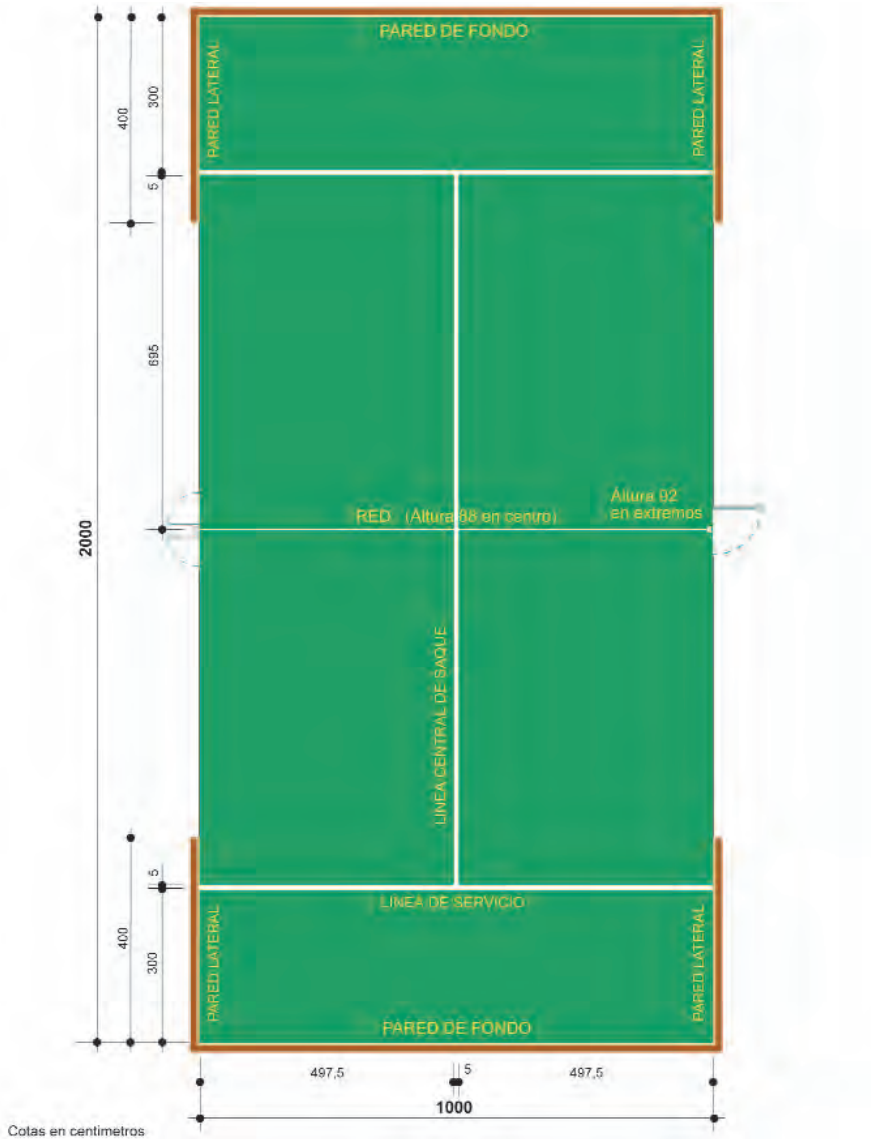 PARED DE FONDO
PARED LATERAL
PARED LATERAL
300
400
5
695
2000
RED (Altura 88 en centro)
Altura 92
en extremos
LINEA CENTRAL DE SAQUE
5
400
300
LINEA DE SERVICIO
PARED LATERAL
PARED LATERAL
PARED DE FONDO
497,5
5
497,5
1000
Cotas en centimetros